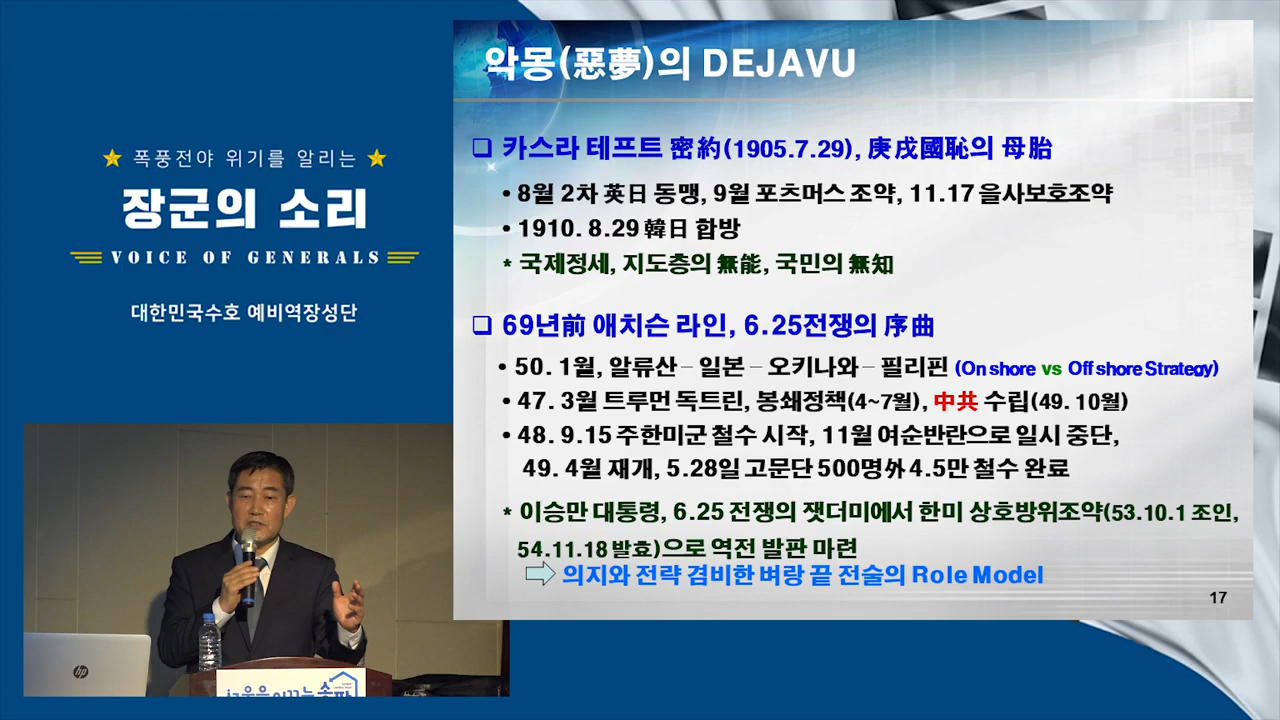 폭풍전야 위기를 알리는
장군의 소리
VOICE OF GENERALS
대한민국수호 예비역장성단
악몽(惡夢)의 DEJAVU
❑ 카스라 테프트 密約(1905.7.29), 庚戌國恥의 母胎
• 8월 2차 英日 동맹, 9월 포츠머스 조약, 11.17 을사보호조약
• 1910. 8.29 韓日 합방
* 국제정세, 지도층의 無能, 국민의 無知
❑ 69년前 애치슨 라인, 6.25전쟁의 序曲
• 50. 1월, 알류산 – 일본 – 오키나와 – 필리핀 (On shore vs Off shore Strategy)
• 47. 3월 트루먼 독트린, 봉쇄정책(4~7월), 中共 수립(49. 10월)
• 48. 9.15 주한미군 철수 시작, 11월 여순반란으로 일시 중단,
49. 4월 재개, 5.28일 고문단 500명外 4.5만 철수 완료
* 이승만 대통령, 6.25 전쟁의 잿더미에서 한미 상호방위조약(53.10.1 조인,
54.11.18 발효)으로 역전 발판 마련
⇨ 의지와 전략 겸비한 벼랑 끝 전술의 Role Model
17
hp